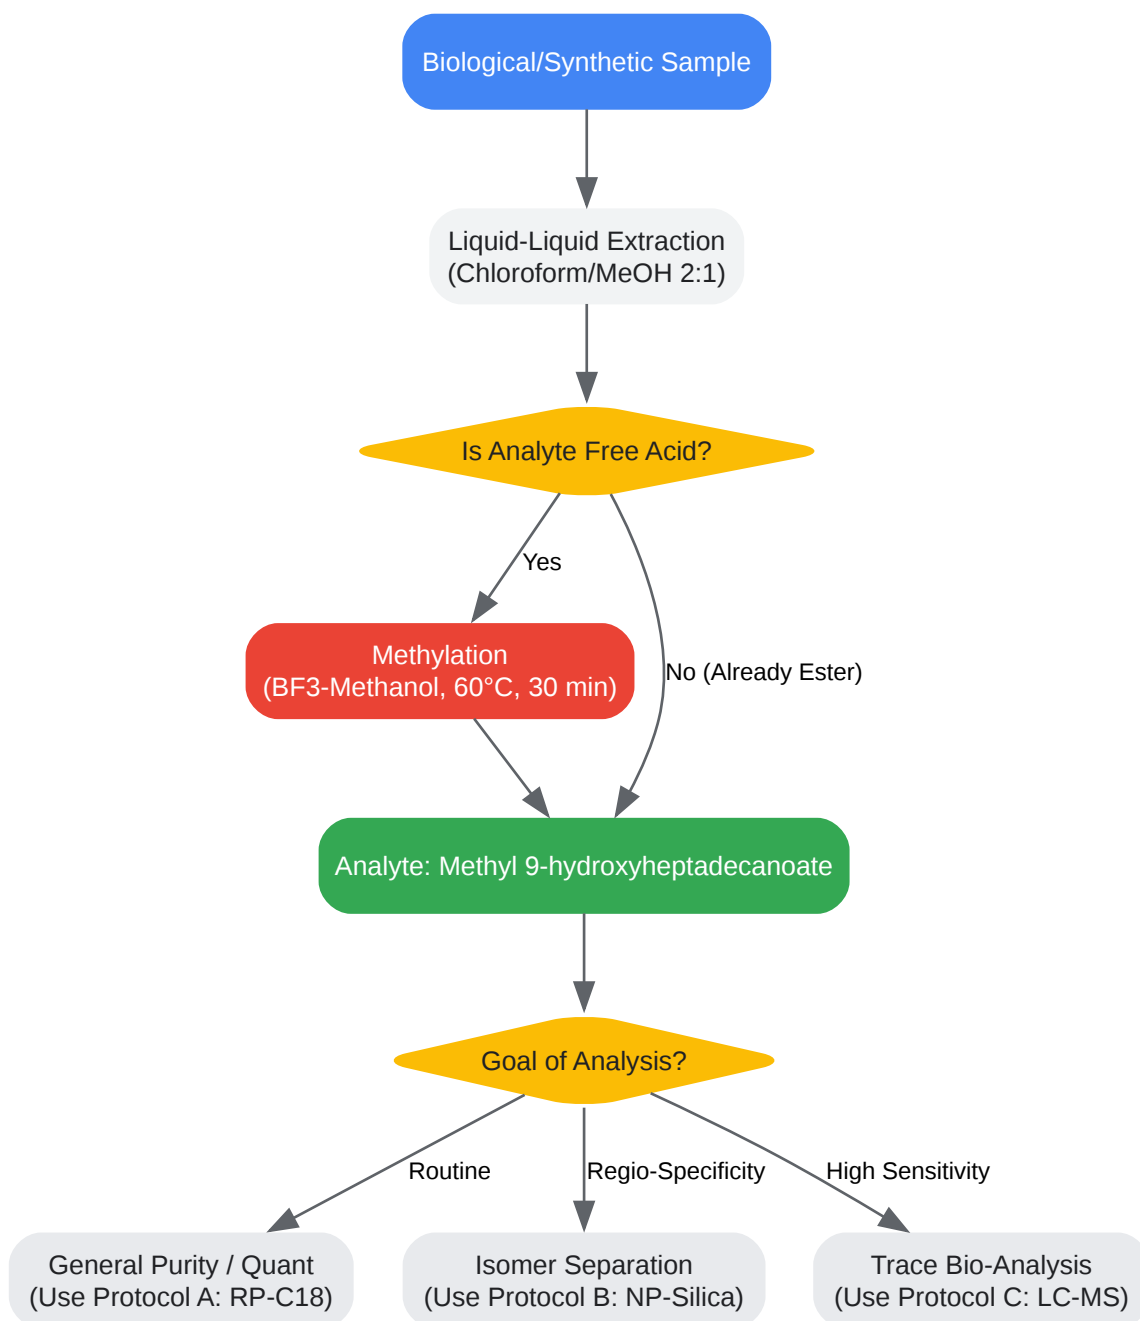 Biological/Synthetic Sample
Liquid-Liquid Extraction
(Chloroform/MeOH 2:1)
Is Analyte Free Acid?
Yes
Methylation
(BF3-Methanol, 60°C, 30 min)
No (Already Ester)
Analyte: Methyl 9-hydroxyheptadecanoate
Goal of Analysis?
Routine
Regio-Specificity
High Sensitivity
General Purity / Quant
(Use Protocol A: RP-C18)
Isomer Separation
(Use Protocol B: NP-Silica)
Trace Bio-Analysis
(Use Protocol C: LC-MS)